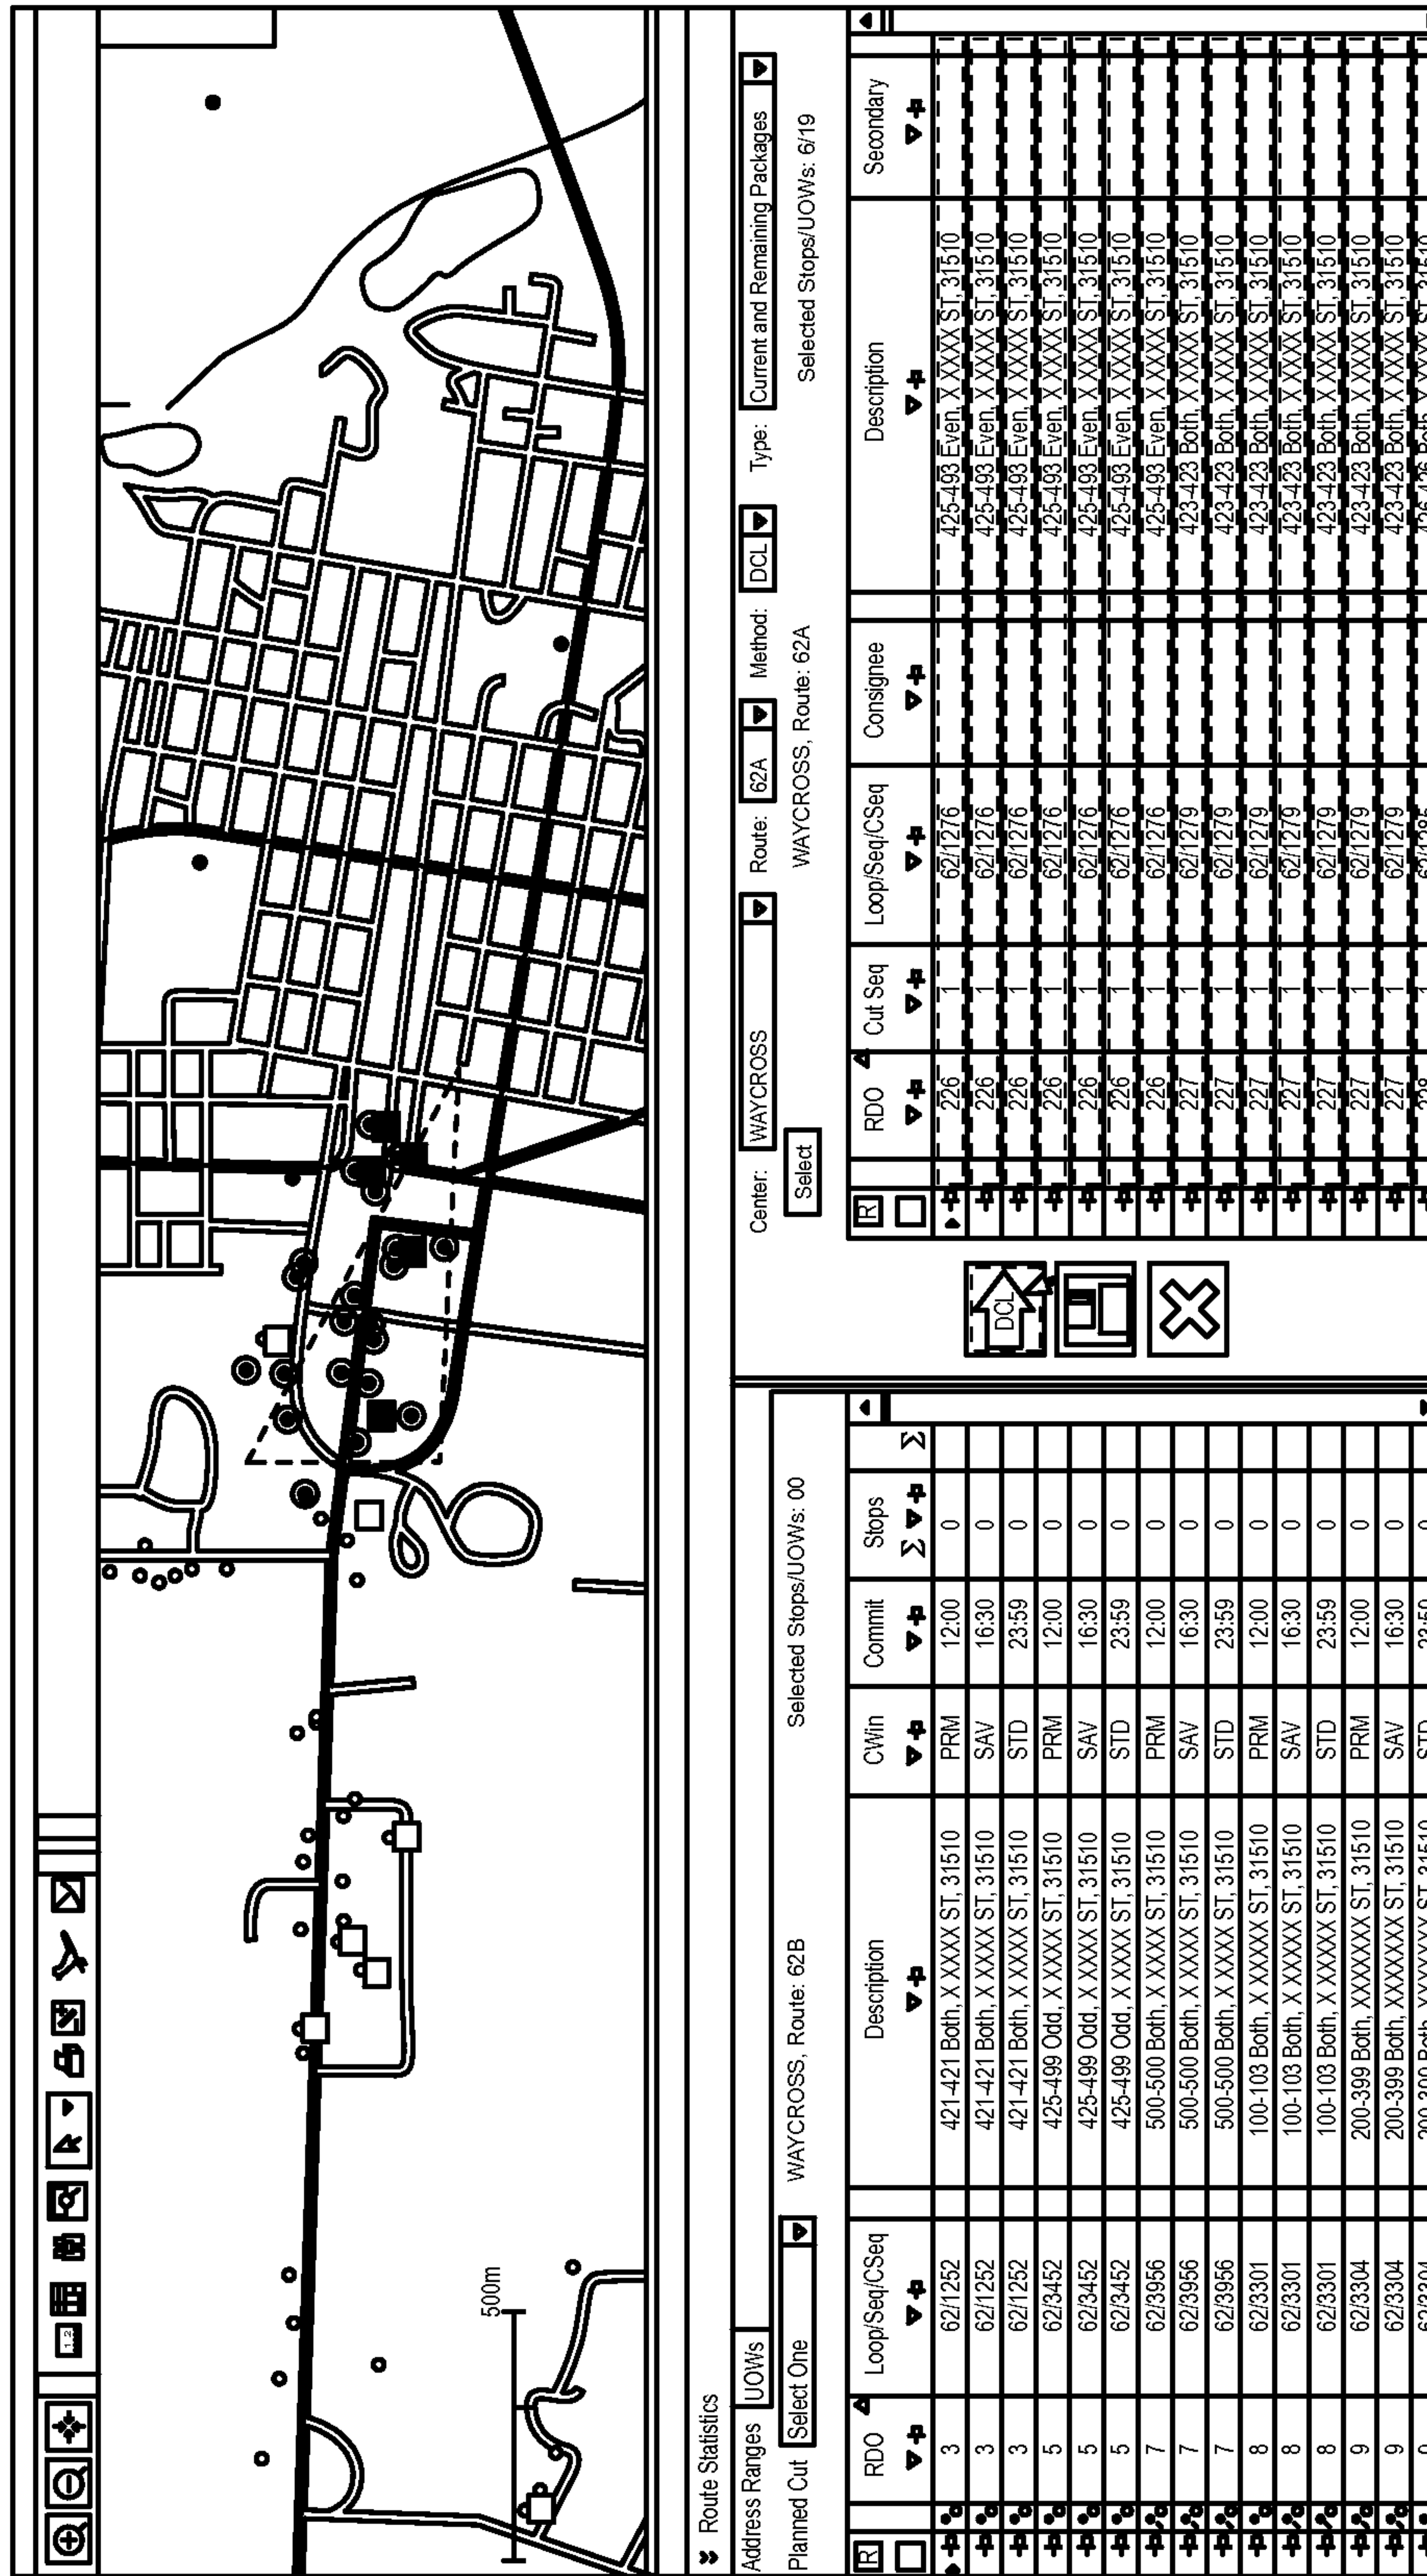 500m
Route Statistics
Address Ranges UOWs
Planned Cut Select One WAYCROSS, Route: 62B Selected Stops/UOWs: 00
R RDO Loop/Seq/CSeq Description CWin Commit Stops Σ
Σ
3 62/1252 421-421 Both, X XXXX ST, 31510 PRM 12:00 0
3 62/1252 421-421 Both, X XXXX ST, 31510 SAV 16:30 0
3 62/1252 421-421 Both, X XXXX ST, 31510 STD 23:59 0
5 62/3452 425-499 Odd, X XXXX ST, 31510 PRM 12:00 0
5 62/3452 425-499 Odd, X XXXX ST, 31510 SAV 16:30 0
5 62/3452 425-499 Odd, X XXXX ST, 31510 STD 23:59 0
7 62/3956 500-500 Both, X XXXX ST, 31510 PRM 12:00 0
7 62/3956 500-500 Both, X XXXX ST, 31510 SAV 16:30 0
7 62/3956 500-500 Both, X XXXX ST, 31510 STD 23:59 0
8 62/3301 100-103 Both, X XXXXX ST, 31510 PRM 12:00 0
8 62/3301 100-103 Both, X XXXXX ST, 31510 SAV 16:30 0
8 62/3301 100-103 Both, X XXXXX ST, 31510 STD 23:59 0
9 62/3304 200-399 Both, XXXXXXX ST, 31510 PRM 12:00 0
9 62/3304 200-399 Both, XXXXXXX ST, 31510 SAV 16:30 0
DCL
Center: WAYCROSS Route: 62A Method: DCL Type: Current and Remaining Packages
Select WAYCROSS, Route: 62A Selected Stops/UOWs: 6/19
R RDO Cut Seq Loop/Seq/CSeq Consignee Description Secondary
226 1 62/1276 425-493 Even, X XXXX ST, 31510
226 1 62/1276 425-493 Even, X XXXX ST, 31510
226 1 62/1276 425-493 Even, X XXXX ST, 31510
226 1 62/1276 425-493 Even, X XXXX ST, 31510
226 1 62/1276 425-493 Even, X XXXX ST, 31510
226 1 62/1276 425-493 Even, X XXXX ST, 31510
226 1 62/1276 425-493 Even, X XXXX ST, 31510
227 1 62/1279 423-423 Both, X XXXX ST, 31510
227 1 62/1279 423-423 Both, X XXXX ST, 31510
227 1 62/1279 423-423 Both, X XXXX ST, 31510
227 1 62/1279 423-423 Both, X XXXX ST, 31510
227 1 62/1279 423-423 Both, X XXXX ST, 31510
227 1 62/1279 423-423 Both, X XXXX ST, 31510
227 1 62/1279 423-423 Both, X XXXX ST, 31510